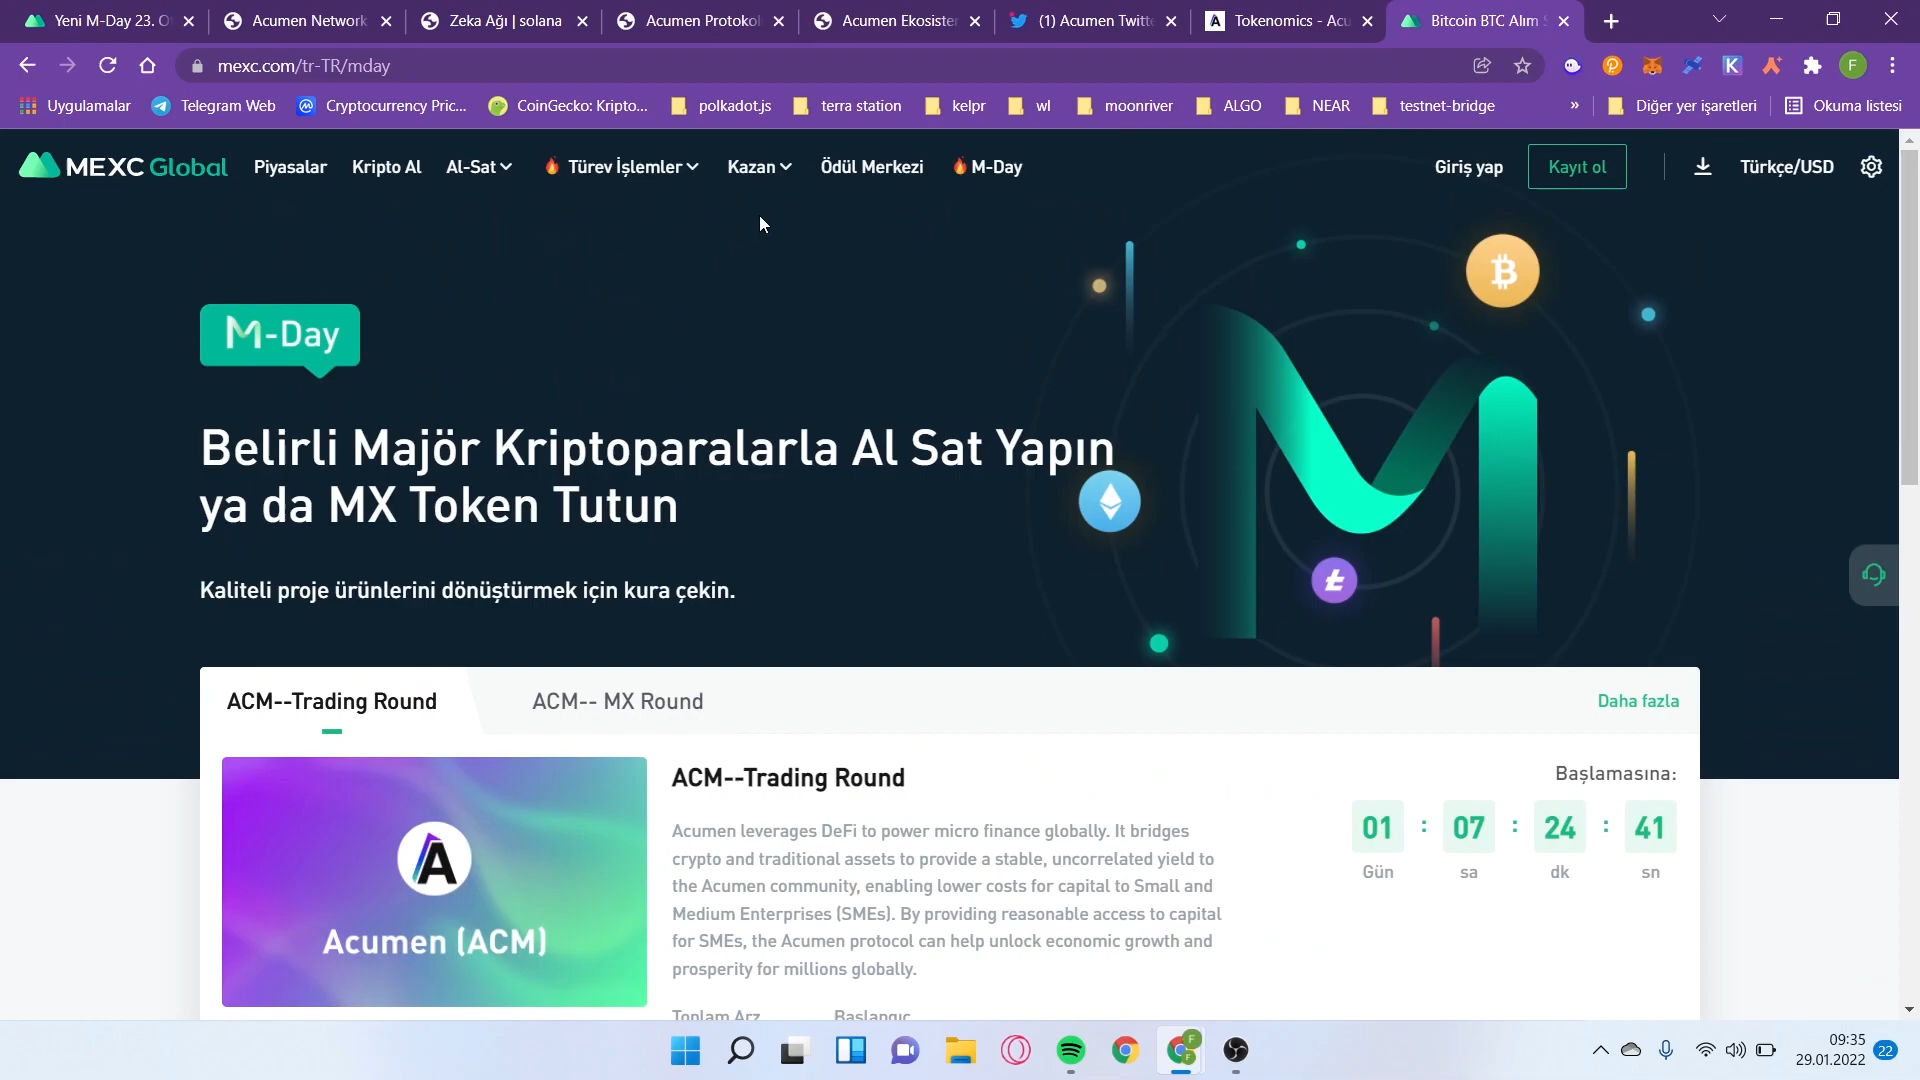 Yeni M-Day 23. O
Acumen Network
Zeka Ağı | solana
Acumen Protokol
Acumen Ekosister
(1) Acumen Twitt
Tokenomics - Acu
Bitcoin BTC Alım S
mexc.com/tr-TR/mday
Uygulamalar
Telegram Web
Cryptocurrency Pric...
CoinGecko: Kripto...
polkadot.js
terra station
kelpr
wl
moonriver
ALGO
NEAR
testnet-bridge
»
Diğer yer işaretleri
Okuma listesi
MEXC Global
Piyasalar
Kripto Al
Al-Sat
Türev İşlemler
Kazan
Ödül Merkezi
M-Day
Giriş yap
Kayıt ol
Türkçe/USD
M-Day
Belirli Majör Kriptoparalarla Al Sat Yapın
ya da MX Token Tutun
Kaliteli proje ürünlerini dönüştürmek için kura çekin.
ACM--Trading Round
ACM-- MX Round
Daha fazla
Acumen (ACM)
ACM--Trading Round
Acumen leverages DeFi to power micro finance globally. It bridges
crypto and traditional assets to provide a stable, uncorrelated yield to
the Acumen community, enabling lower costs for capital to Small and
Medium Enterprises (SMEs). By providing reasonable access to capital
for SMEs, the Acumen protocol can help unlock economic growth and
prosperity for millions globally.
Başlamasına:
01 : 07 : 24 : 41
Gün sa dk sn
Toplam Arz
Başlangıç
09:35
29.01.2022
22